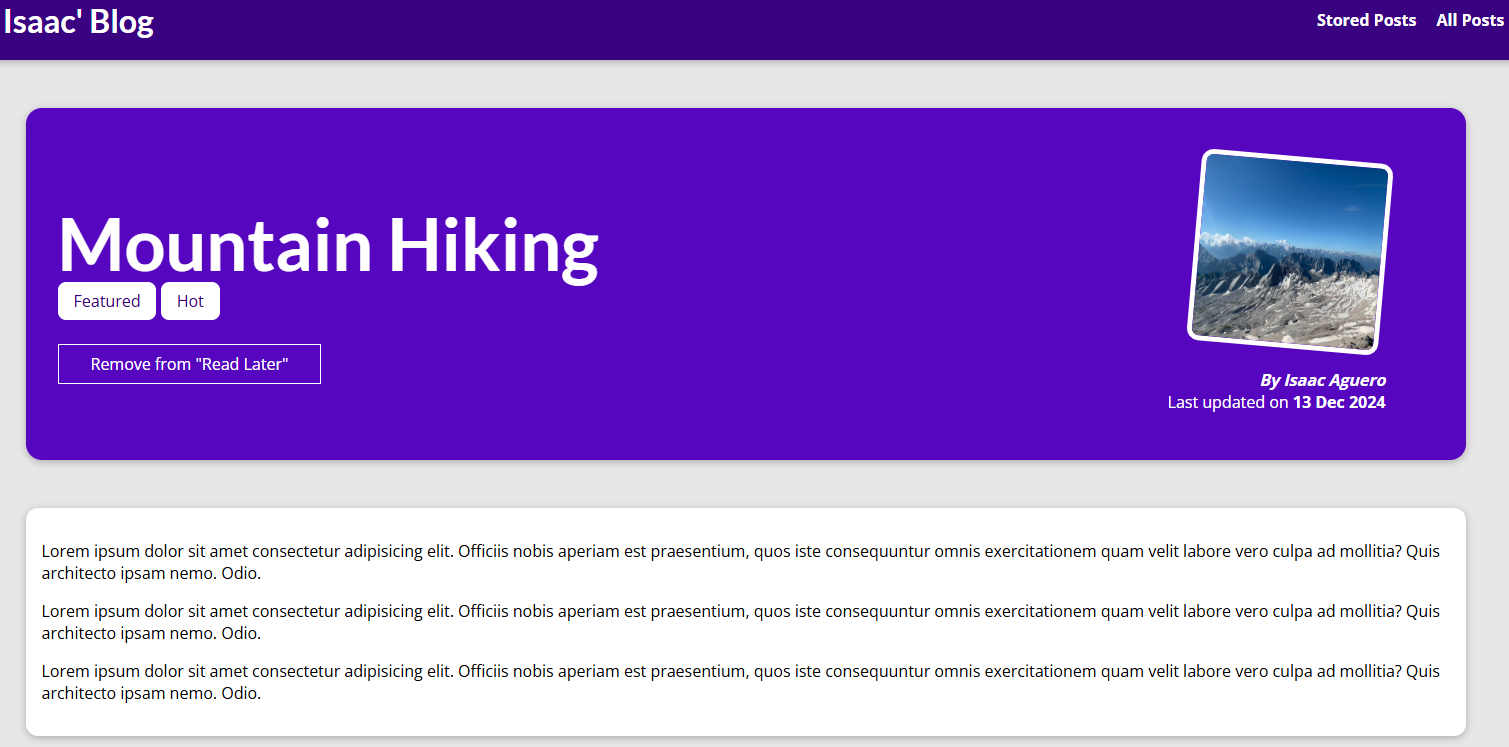 Isaac' Blog
Stored Posts
All Posts
Mountain Hiking
Featured
Hot
Remove from "Read Later"
By Isaac Aguero
Last updated on 13 Dec 2024
Lorem ipsum dolor sit amet consectetur adipisicing elit. Officiis nobis aperiam est praesentium, quos iste consequuntur omnis exercitationem quam velit labore vero culpa ad mollitia? Quis
architecto ipsam nemo. Odio.
Lorem ipsum dolor sit amet consectetur adipisicing elit. Officiis nobis aperiam est praesentium, quos iste consequuntur omnis exercitationem quam velit labore vero culpa ad mollitia? Quis
architecto ipsam nemo. Odio.
Lorem ipsum dolor sit amet consectetur adipisicing elit. Officiis nobis aperiam est praesentium, quos iste consequuntur omnis exercitationem quam velit labore vero culpa ad mollitia? Quis
architecto ipsam nemo. Odio.